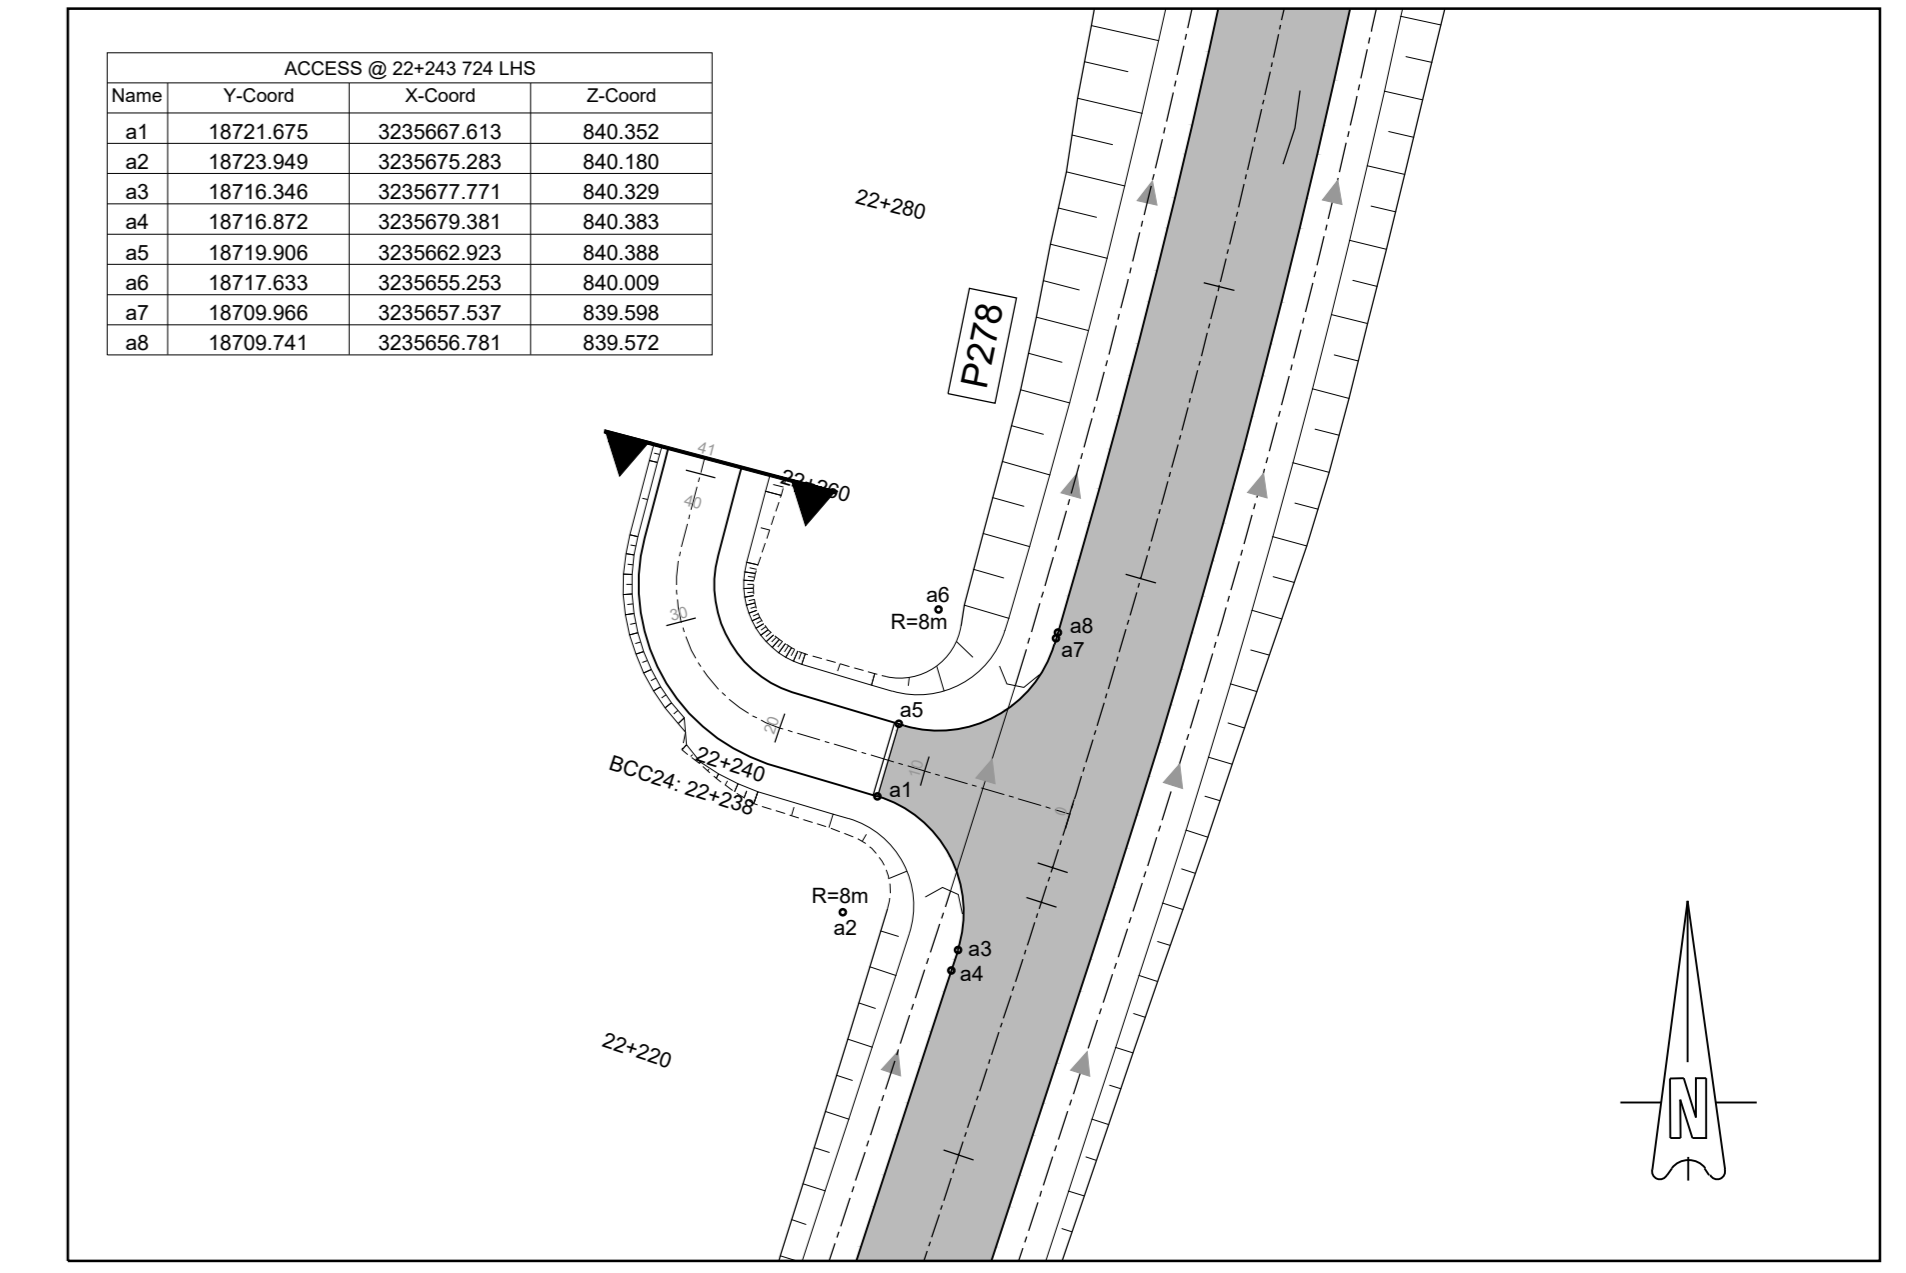 ACCESS @ 22+243 724 LHS
Name Y-Coord X-Coord Z-Coord
a1 18721.675 3235667.613 840.352
a2 18723.949 3235675.283 840.180
a3 18716.346 3235677.771 840.329
a4 18716.872 3235679.381 840.383
a5 18719.906 3235662.923 840.388
a6 18717.633 3235655.253 840.009
a7 18709.966 3235657.537 839.598
a8 18709.741 3235656.781 839.572
22+280
P278
41
22+260
40
a6
30
R=8m
a8
a7
a5
20
22+240
10
BCC24: 22+238
a1
0
R=8m
a2
a3
a4
22+220
N